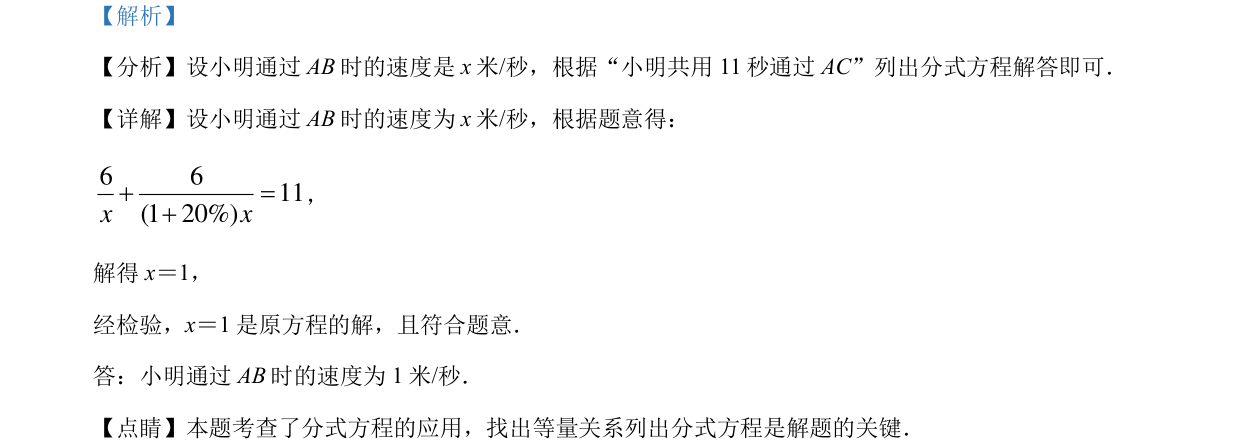 【解析】
【分析】设小明通过 AB 时的速度是 x 米/秒，根据“小明共用 11 秒通过 AC”列出分式方程解答即可．
【详解】设小明通过 AB 时的速度为 x 米/秒，根据题意得：
6/x + 6/((1+20%)x) = 11，
解得 x＝1，
经检验，x＝1 是原方程的解，且符合题意．
答：小明通过 AB 时的速度为 1 米/秒．
【点睛】本题考查了分式方程的应用，找出等量关系列出分式方程是解题的关键．